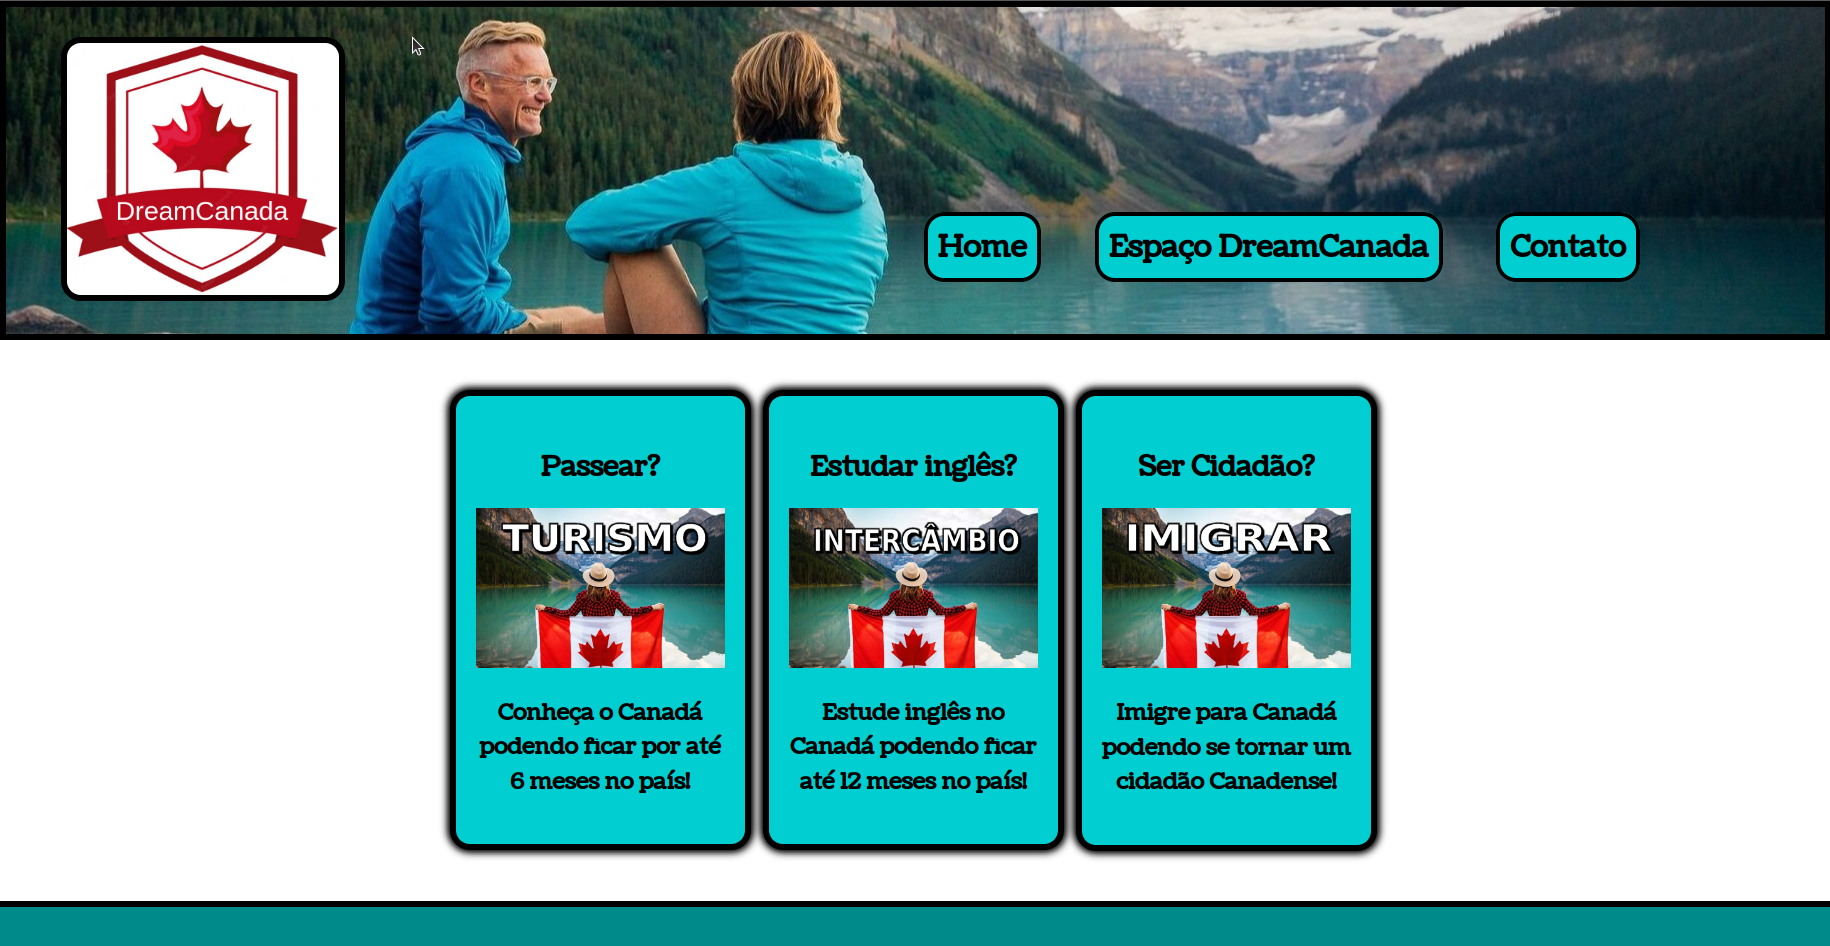 DreamCanada
Home
Espaço DreamCanada
Contato
Passear?
TURISMO
Conheça o Canadá
podendo ficar por até
6 meses no país!
Estudar inglês?
INTERCÂMBIO
Estude inglês no
Canadá podendo ficar
até 12 meses no país!
Ser Cidadão?
IMIGRAR
Imigre para Canadá
podendo se tornar um
cidadão Canadense!